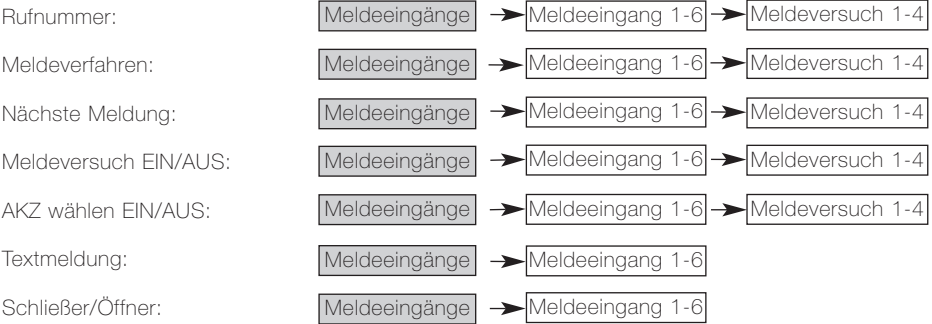 Rufnummer: Meldeeingänge Meldeeingang 1-6 Meldeversuch 1-4
Meldeverfahren: Meldeeingänge Meldeeingang 1-6 Meldeversuch 1-4
Nächste Meldung: Meldeeingänge Meldeeingang 1-6 Meldeversuch 1-4
Meldeversuch EIN/AUS: Meldeeingänge Meldeeingang 1-6 Meldeversuch 1-4
AKZ wählen EIN/AUS: Meldeeingänge Meldeeingang 1-6 Meldeversuch 1-4
Textmeldung: Meldeeingänge Meldeeingang 1-6
Schließer/Öffner: Meldeeingänge Meldeeingang 1-6